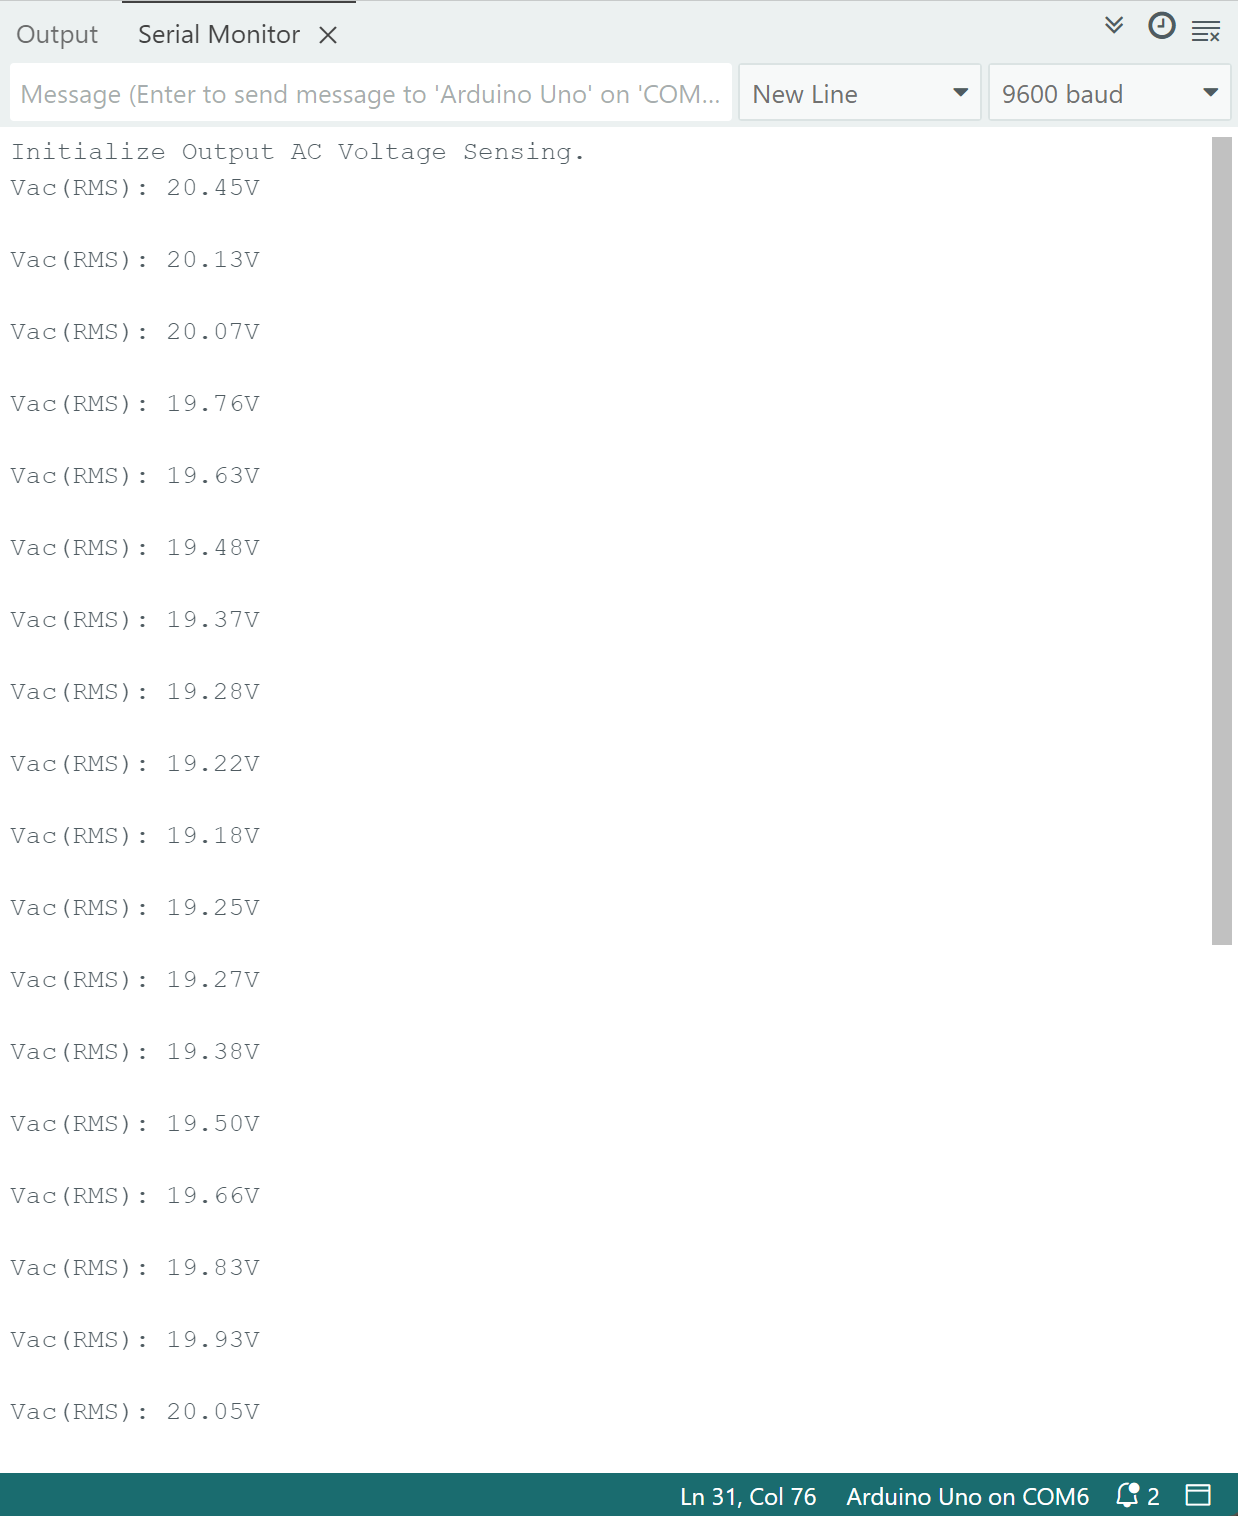 Output Serial Monitor
Message (Enter to send message to 'Arduino Uno' on 'COM... New Line 9600 baud
Initialize Output AC Voltage Sensing.
Vac(RMS): 20.45V
Vac(RMS): 20.13V
Vac(RMS): 20.07V
Vac(RMS): 19.76V
Vac(RMS): 19.63V
Vac(RMS): 19.48V
Vac(RMS): 19.37V
Vac(RMS): 19.28V
Vac(RMS): 19.22V
Vac(RMS): 19.18V
Vac(RMS): 19.25V
Vac(RMS): 19.27V
Vac(RMS): 19.38V
Vac(RMS): 19.50V
Vac(RMS): 19.66V
Vac(RMS): 19.83V
Vac(RMS): 19.93V
Vac(RMS): 20.05V
Ln 31, Col 76 Arduino Uno on COM6 2